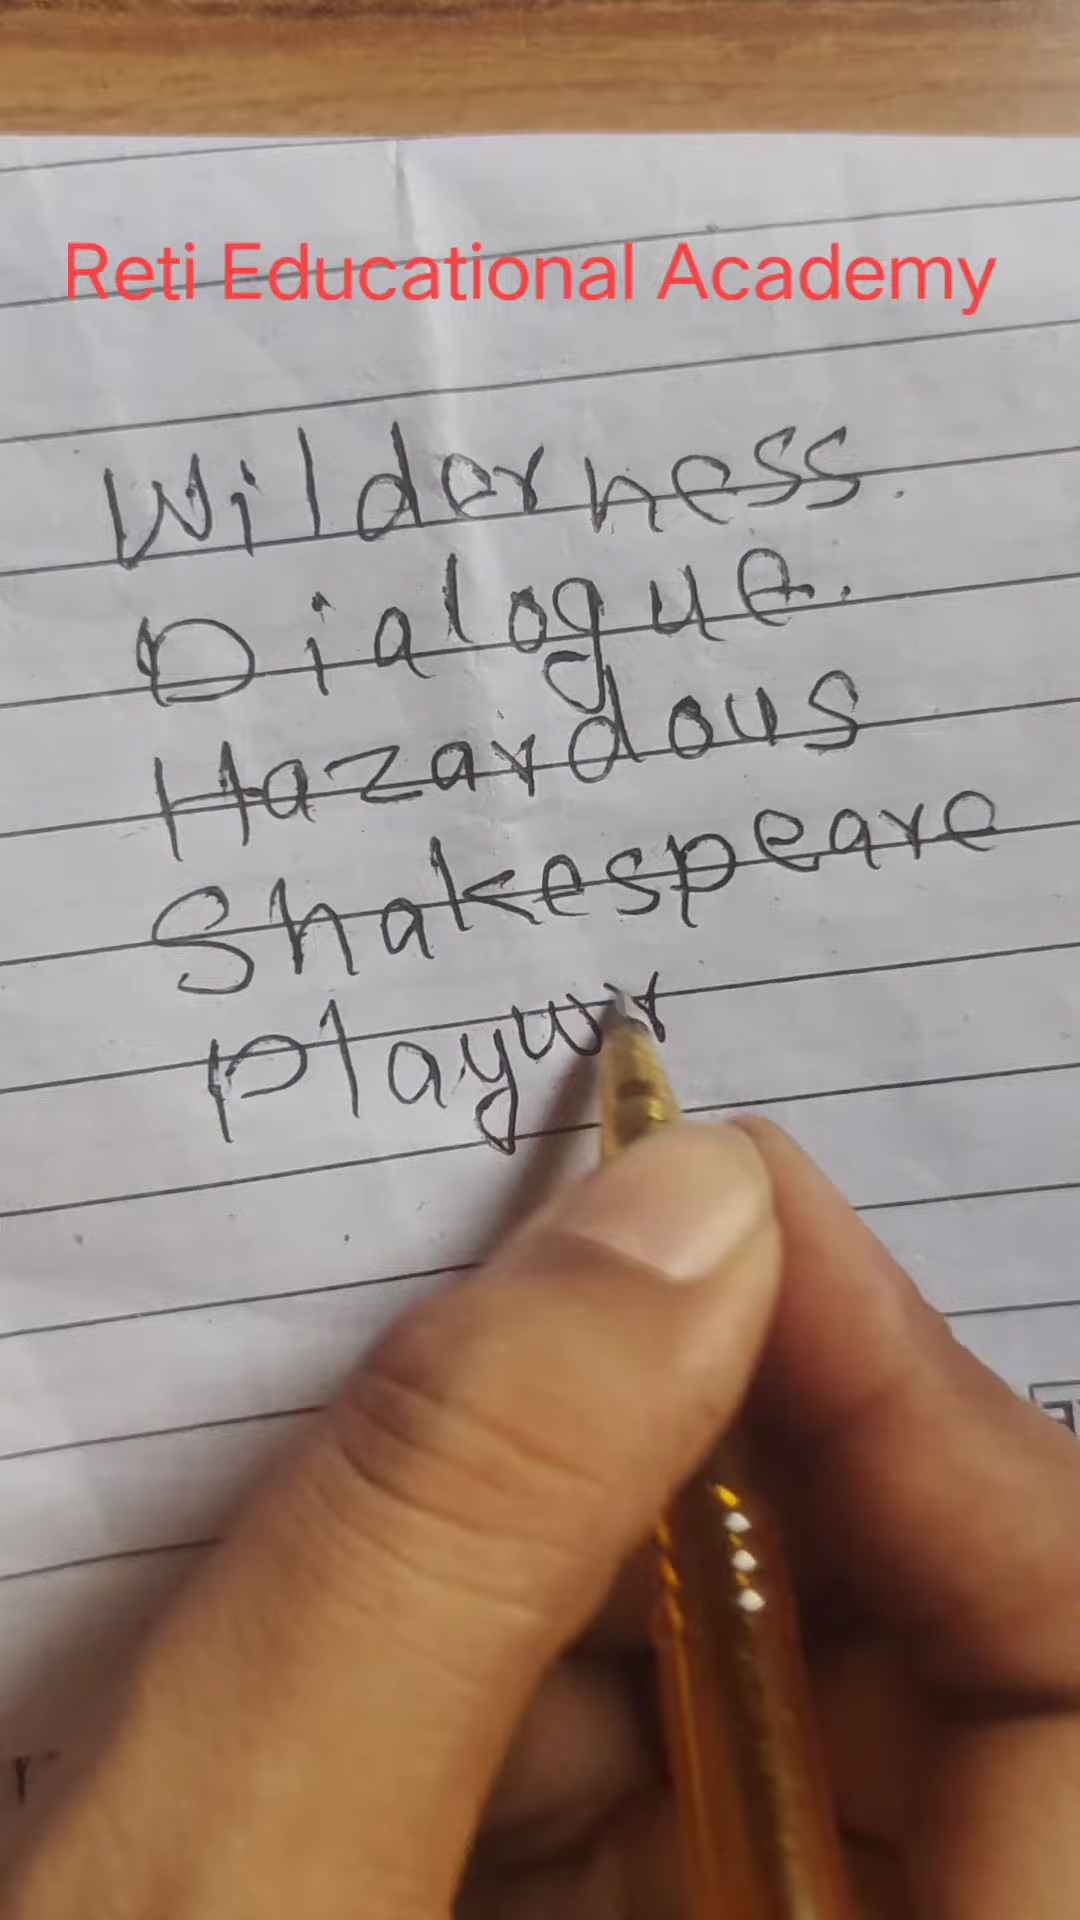 Reti Educational Academy
Wilderness.
Dialogue.
Hazardous
Shakespeare
Playwr